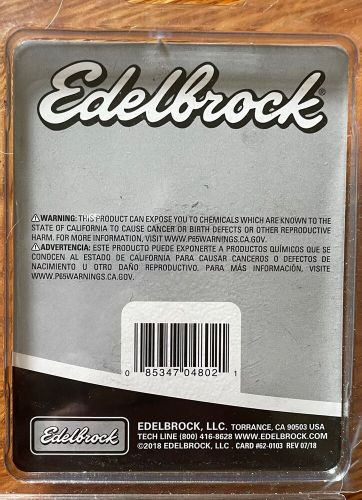 Edelbrock®
⚠WARNING: THIS PRODUCT CAN EXPOSE YOU TO CHEMICALS WHICH ARE KNOWN TO THE
STATE OF CALIFORNIA TO CAUSE CANCER OR BIRTH DEFECTS OR OTHER REPRODUCTIVE
HARM. FOR MORE INFORMATION, VISIT WWW.P65WARNINGS.CA.GOV.
⚠ADVERTENCIA: ESTE PRODUCTO PUEDE EXPONERTE A PRODUCTOS QUÍMICOS QUE SE
CONOCEN AL ESTADO DE CALIFORNIA PARA CAUSAR CANCEROS O DEFECTOS DE
NACIMIENTO U OTRO DAÑO REPRODUCTIVO. PARA MÁS INFORMACIÓN, VISITE
WWW.P65WARNINGS.CA.GOV.
0 85347 04802 1
Edelbrock
EDELBROCK, LLC. TORRANCE, CA 90503 USA
TECH LINE (800) 416-8628 WWW.EDELBROCK.COM
©2018 EDELBROCK, LLC . CARD #62-0103 REV 07/18